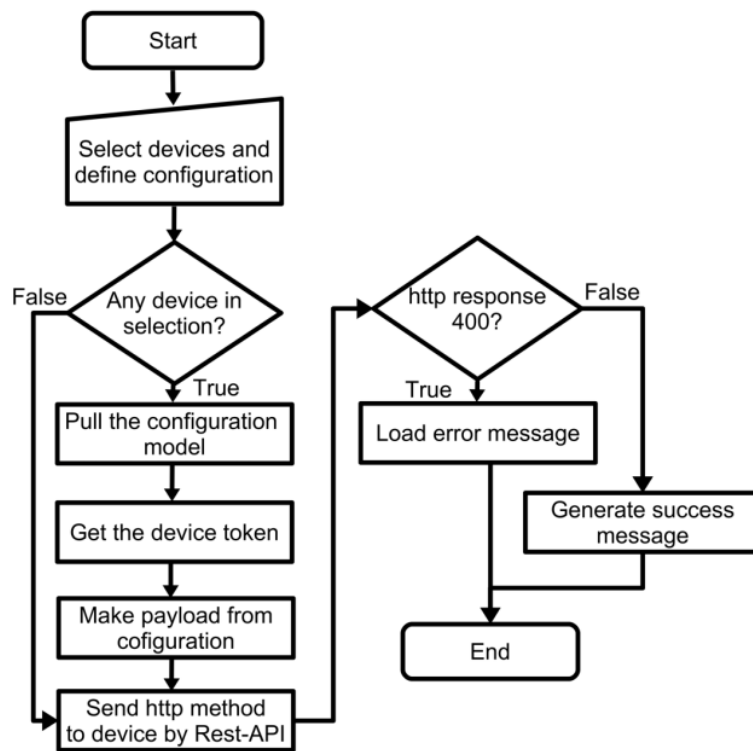 Start
Select devices and
define configuration
False
Any device in
selection?
True
Pull the configuration
model
Get the device token
Make payload from
cofiguration
Send http method
to device by Rest-API
http response
400?
False
True
Load error message
Generate success
message
End